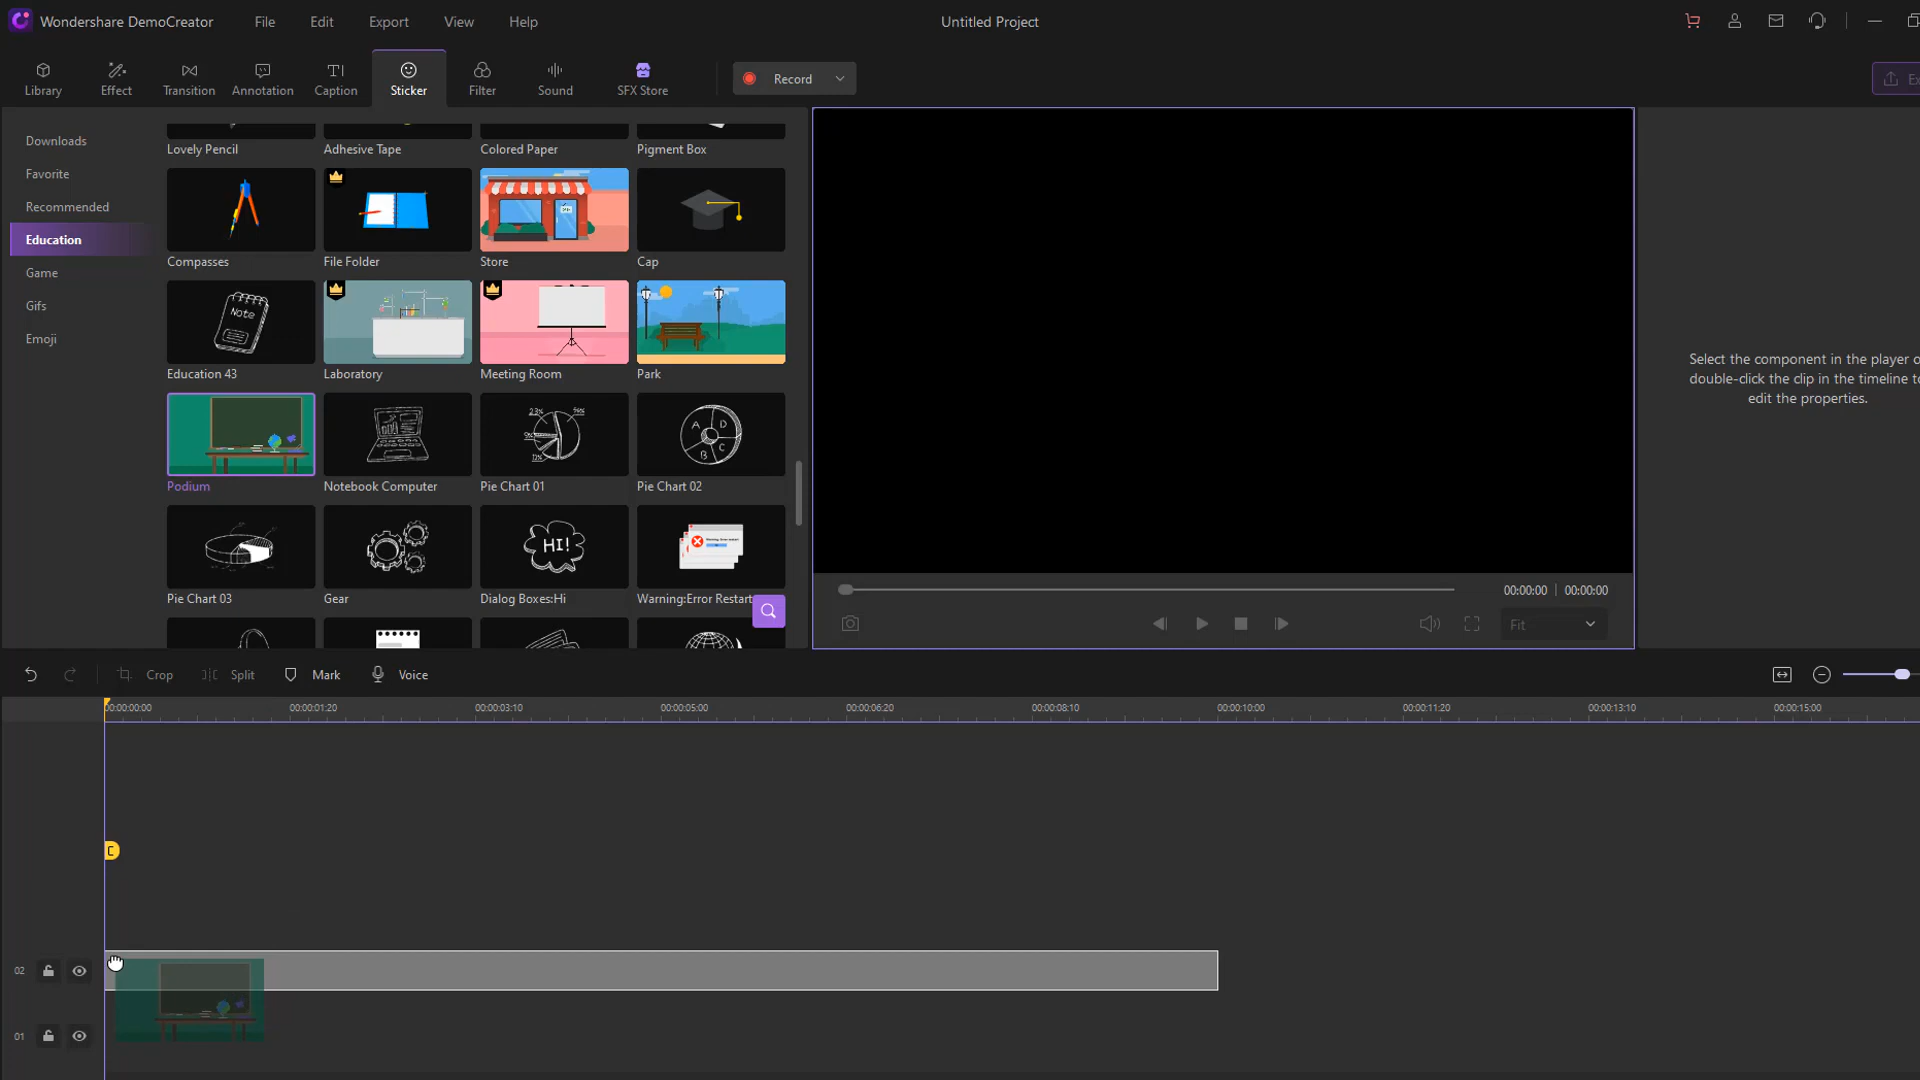 Wondershare DemoCreator File Edit Export View Help Untitled Project
Library Effect Transition Annotation Caption Sticker Filter Sound SFX Store Record
Downloads
Favorite
Recommended
Education
Game
Gifs
Emoji
Lovely Pencil Adhesive Tape Colored Paper Pigment Box
Compasses File Folder Store Cap
Note
Education 43 Laboratory Meeting Room Park
A D
B C
Podium Notebook Computer Pie Chart 01 Pie Chart 02
HI!
Pie Chart 03 Gear Dialog Boxes:Hi Warning:Error Restart
Select the component in the player o
double-click the clip in the timeline to
edit the properties.
00:00:00 | 00:00:00
Fit
Crop Split Mark Voice
00:00:00:00 00:00:01:20 00:00:03:10 00:00:05:00 00:00:06:20 00:00:08:10 00:00:10:00 00:00:11:20 00:00:13:10 00:00:15:00
02
01